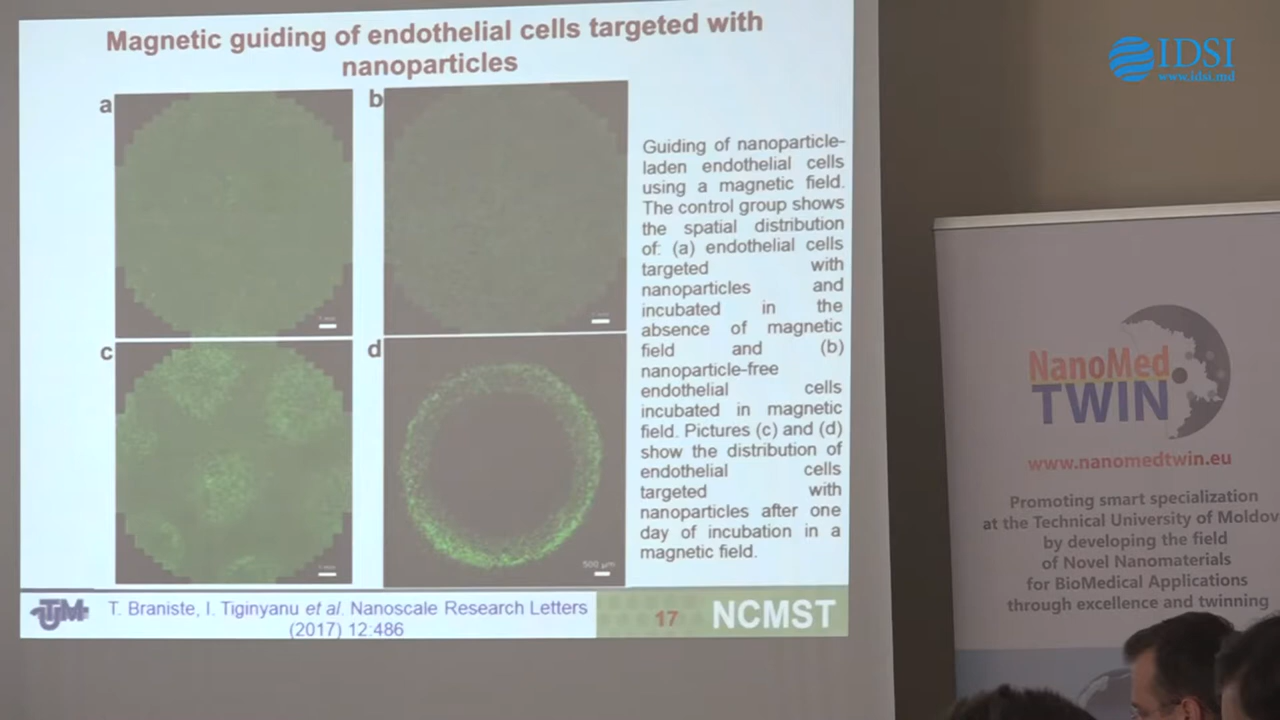 Magnetic guiding of endothelial cells targeted with
nanoparticles
a
b
c
d
1 mm
500 µm
Guiding of nanoparticle-
laden endothelial cells
using a magnetic field.
The control group shows
the spatial distribution
of: (a) endothelial cells
targeted with
nanoparticles and
incubated in the
absence of magnetic
field and (b)
nanoparticle-free
endothelial cells
incubated in magnetic
field. Pictures (c) and (d)
show the distribution of
endothelial cells
targeted with
nanoparticles after one
day of incubation in a
magnetic field.
UTM
T. Braniste, I. Tiginyanu et al. Nanoscale Research Letters
(2017) 12:486
17
NCMST
IDSI
www.idsi.md
NanoMed
TWIN
www.nanomedtwin.eu
Promoting smart specialization
at the Technical University of Moldov
by developing the field
of Novel Nanomaterials
for BioMedical Applications
through excellence and twinning